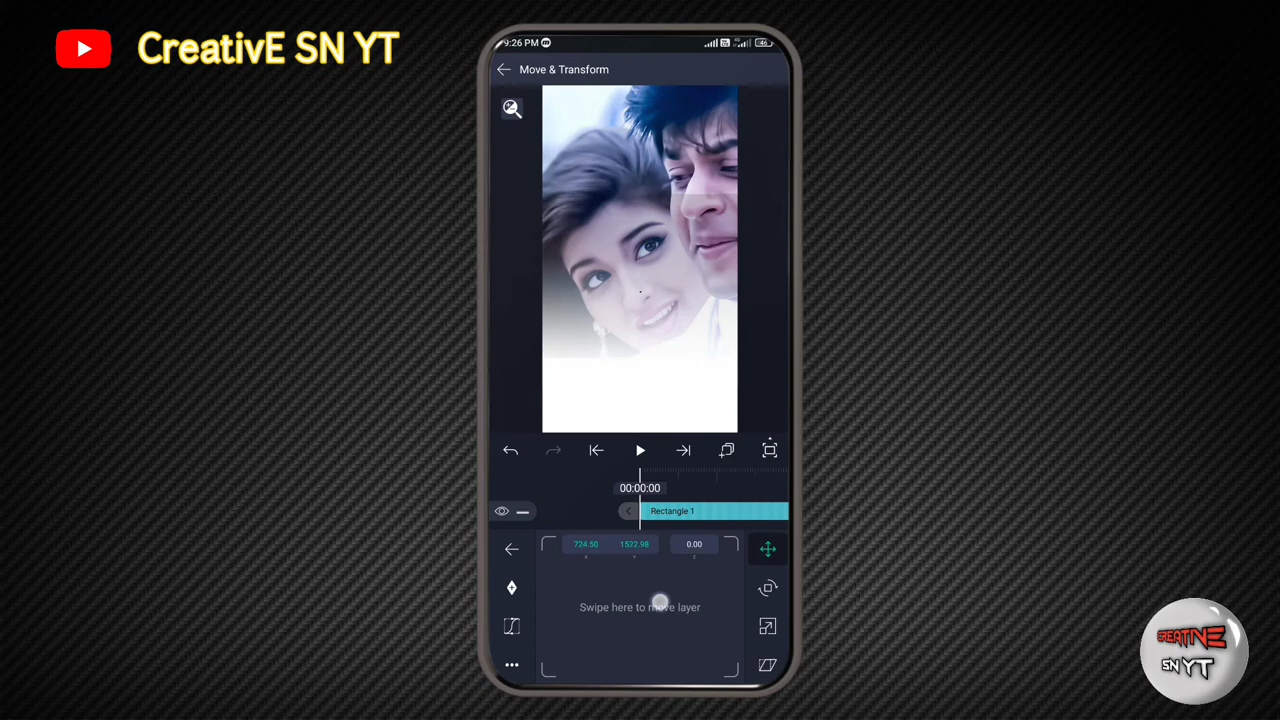 CreativE SN YT
9:26 PM
46
Move & Transform
00:00:00
Rectangle 1
724.50 1522.98 0.00
X Y Z
Swipe here to move layer
CREATIVE
SN YT